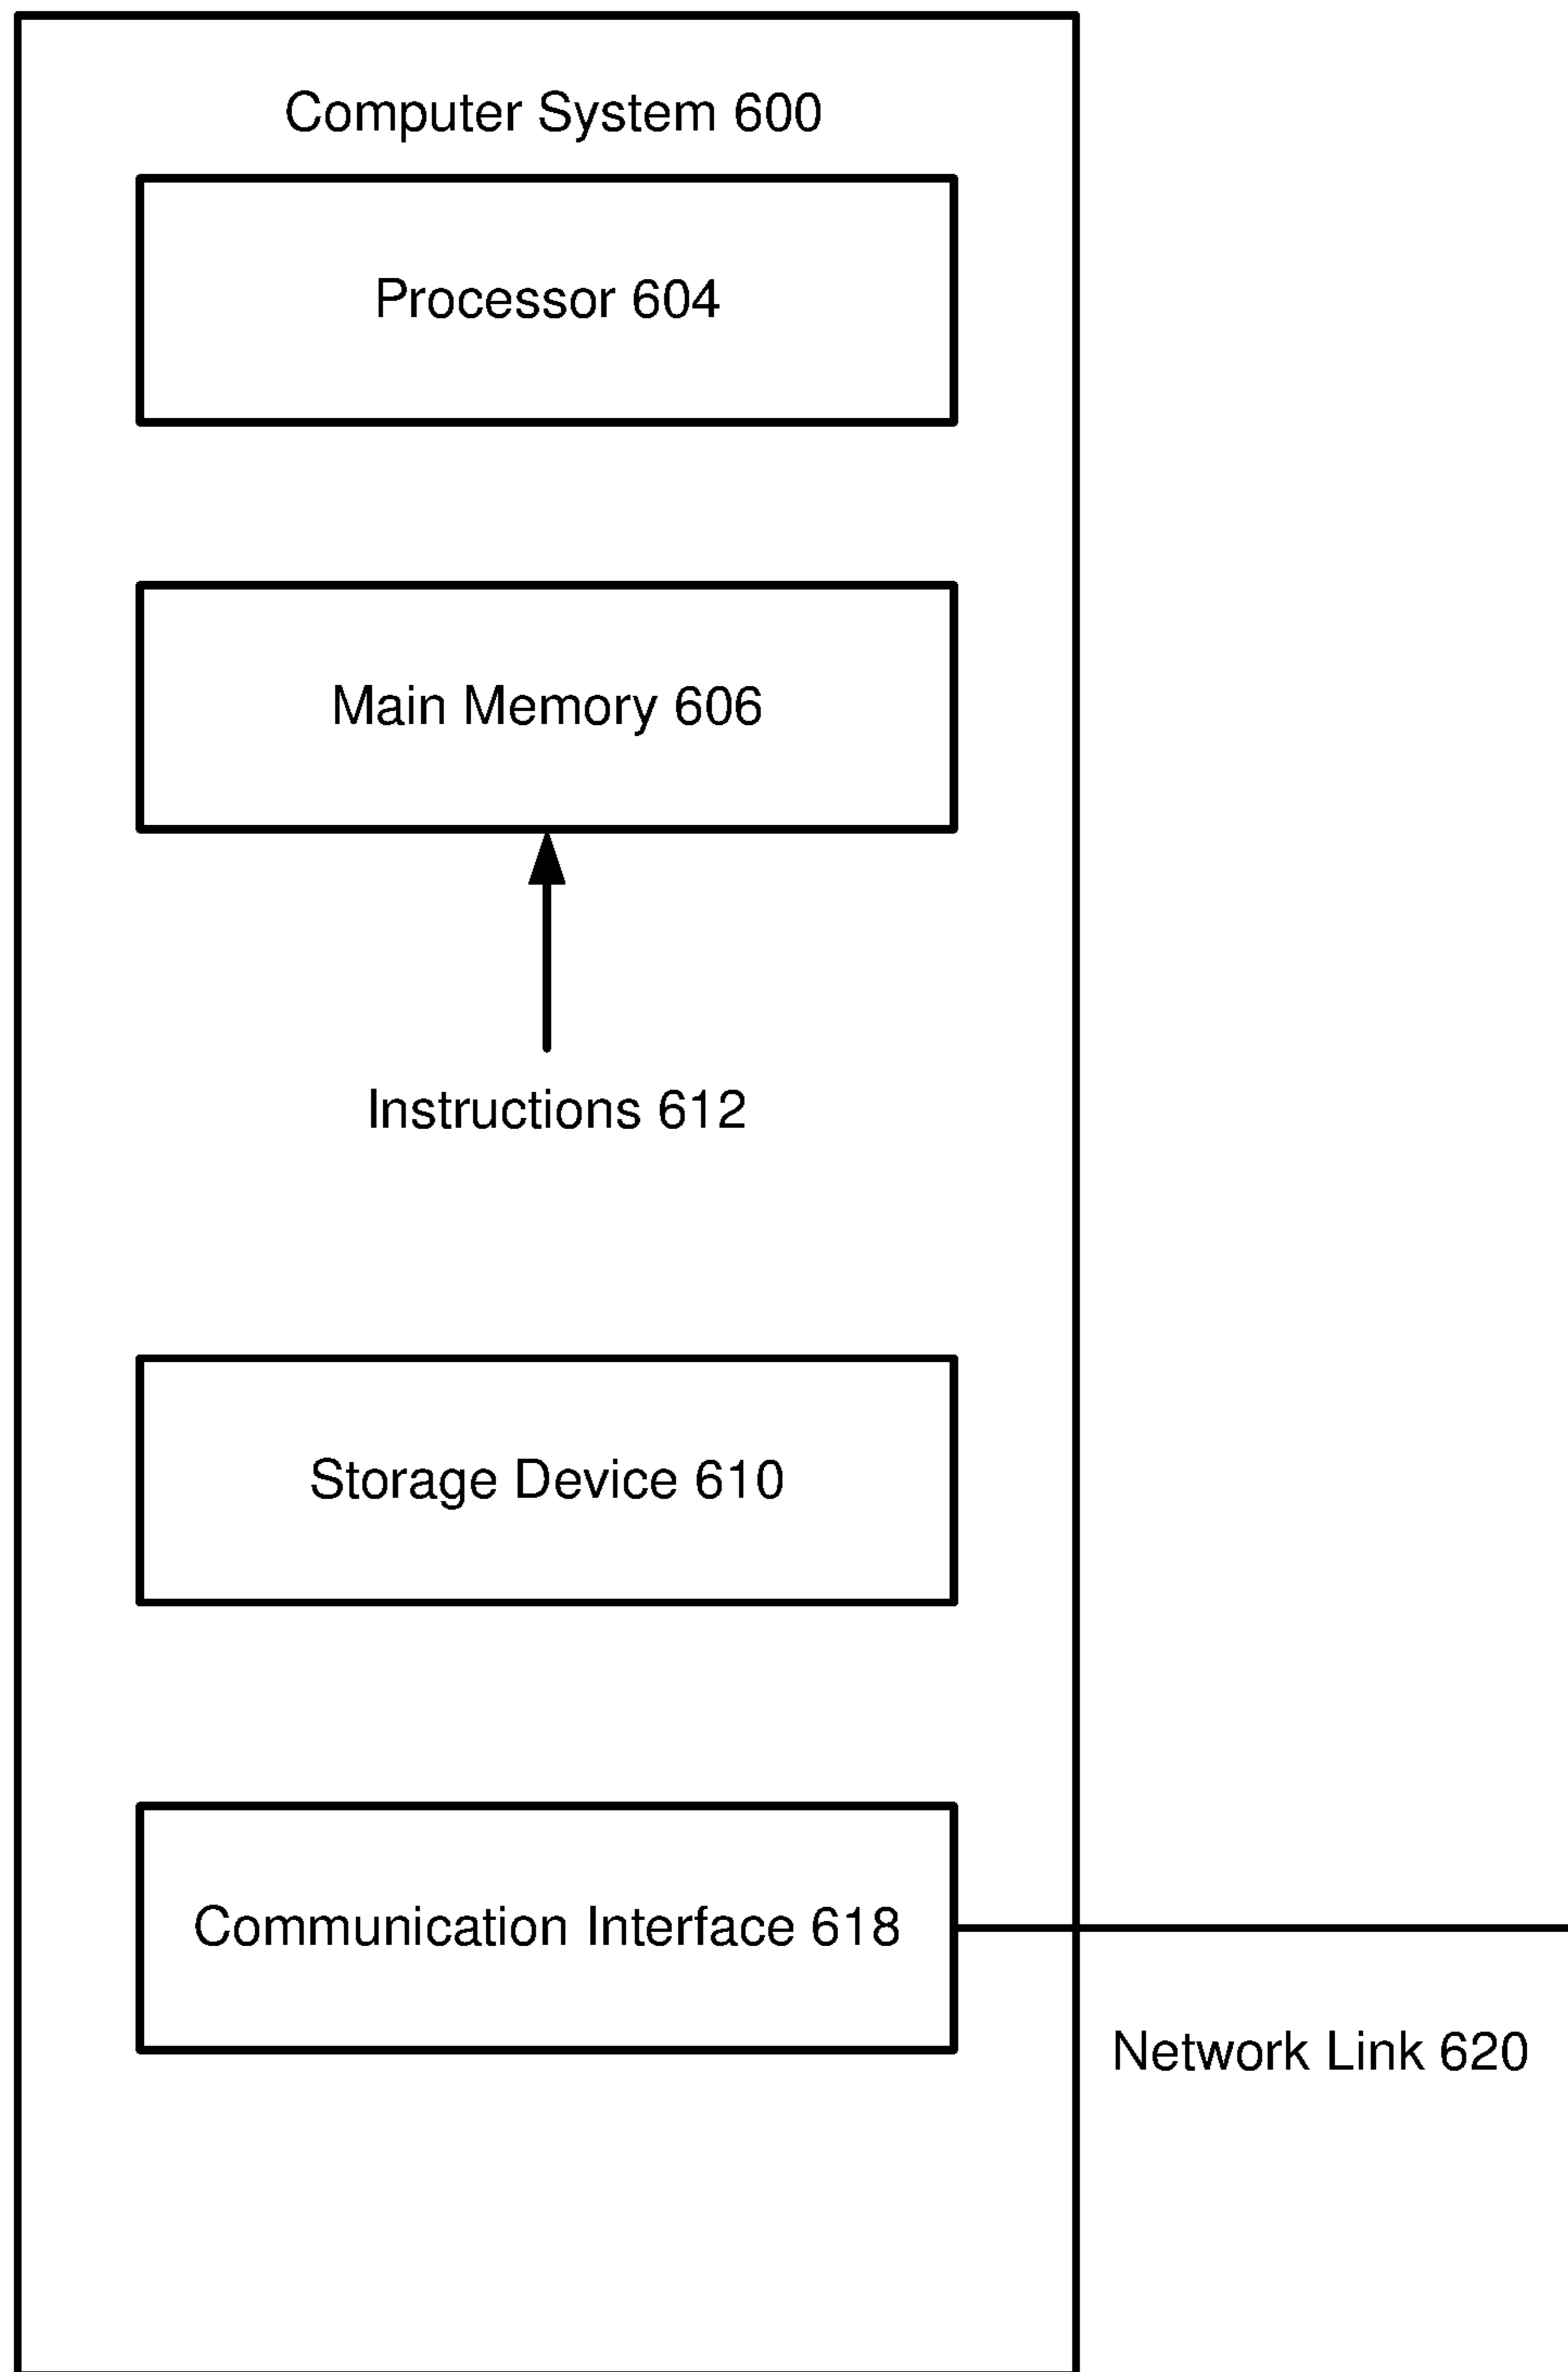 Computer System 600
Processor 604
Main Memory 606
Instructions 612
Storage Device 610
Communication Interface 618
Network Link 620